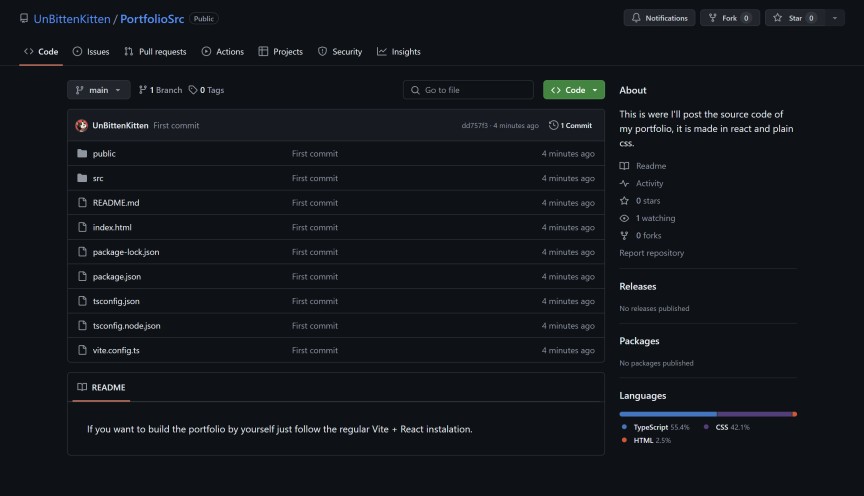 UnBittenKitten / PortfolioSrc Public
Notifications Fork 0 Star 0
Code Issues Pull requests Actions Projects Security Insights
main 1 Branch 0 Tags Go to file Code
UnBittenKitten First commit dd757f3 · 4 minutes ago 1 Commit
public First commit 4 minutes ago
src First commit 4 minutes ago
README.md First commit 4 minutes ago
index.html First commit 4 minutes ago
package-lock.json First commit 4 minutes ago
package.json First commit 4 minutes ago
tsconfig.json First commit 4 minutes ago
tsconfig.node.json First commit 4 minutes ago
vite.config.ts First commit 4 minutes ago
README
If you want to build the portfolio by yourself just follow the regular Vite + React instalation.
About
This is were I'll post the source code of
my portfolio, it is made in react and plain
css.
Readme
Activity
0 stars
1 watching
0 forks
Report repository
Releases
No releases published
Packages
No packages published
Languages
TypeScript 55.4% CSS 42.1%
HTML 2.5%